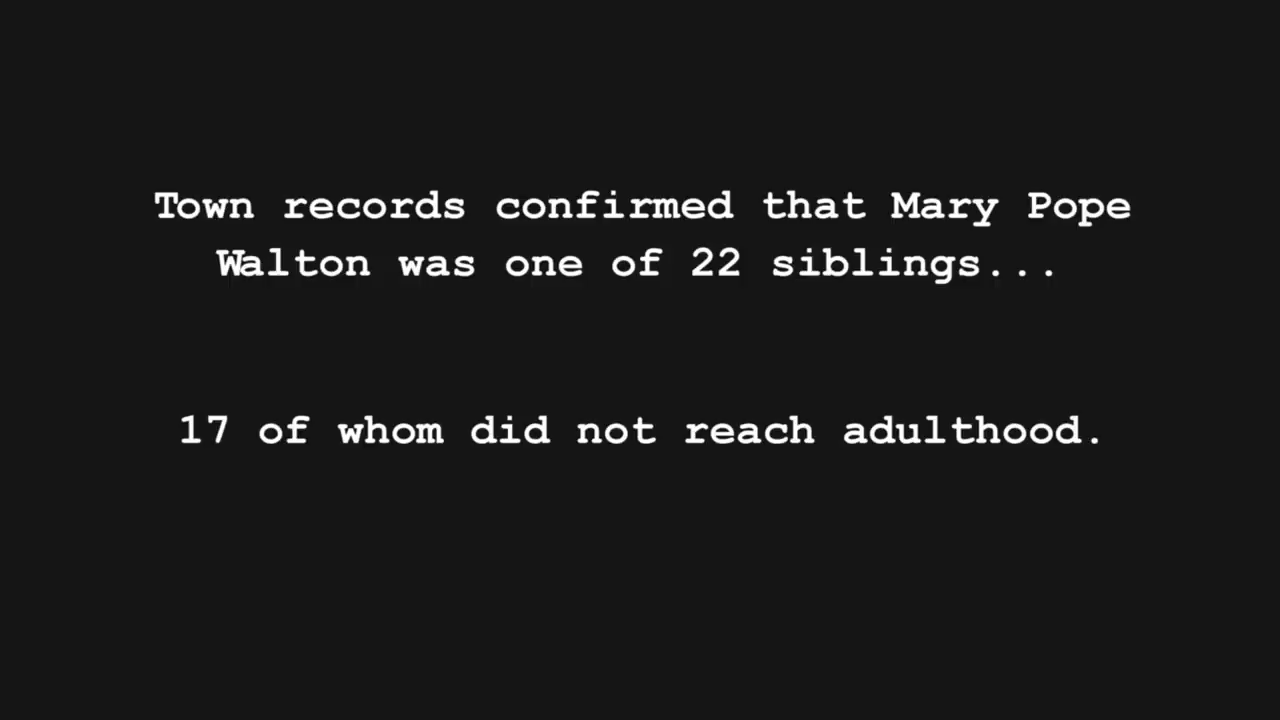 Town records confirmed that Mary Pope
Walton was one of 22 siblings...
17 of whom did not reach adulthood.